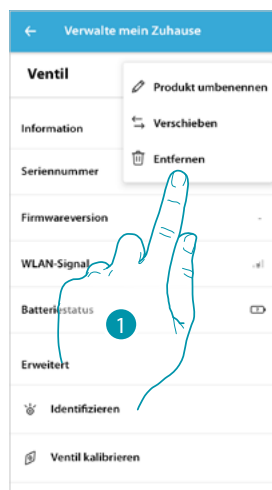 Verwalte mein Zuhause
Ventil
Produkt umbenennen
Verschieben
Entfernen
Information
Seriennummer
Firmwareversion -
WLAN-Signal
Batteriestatus
1
Erweitert
Identifizieren
Ventil kalibrieren